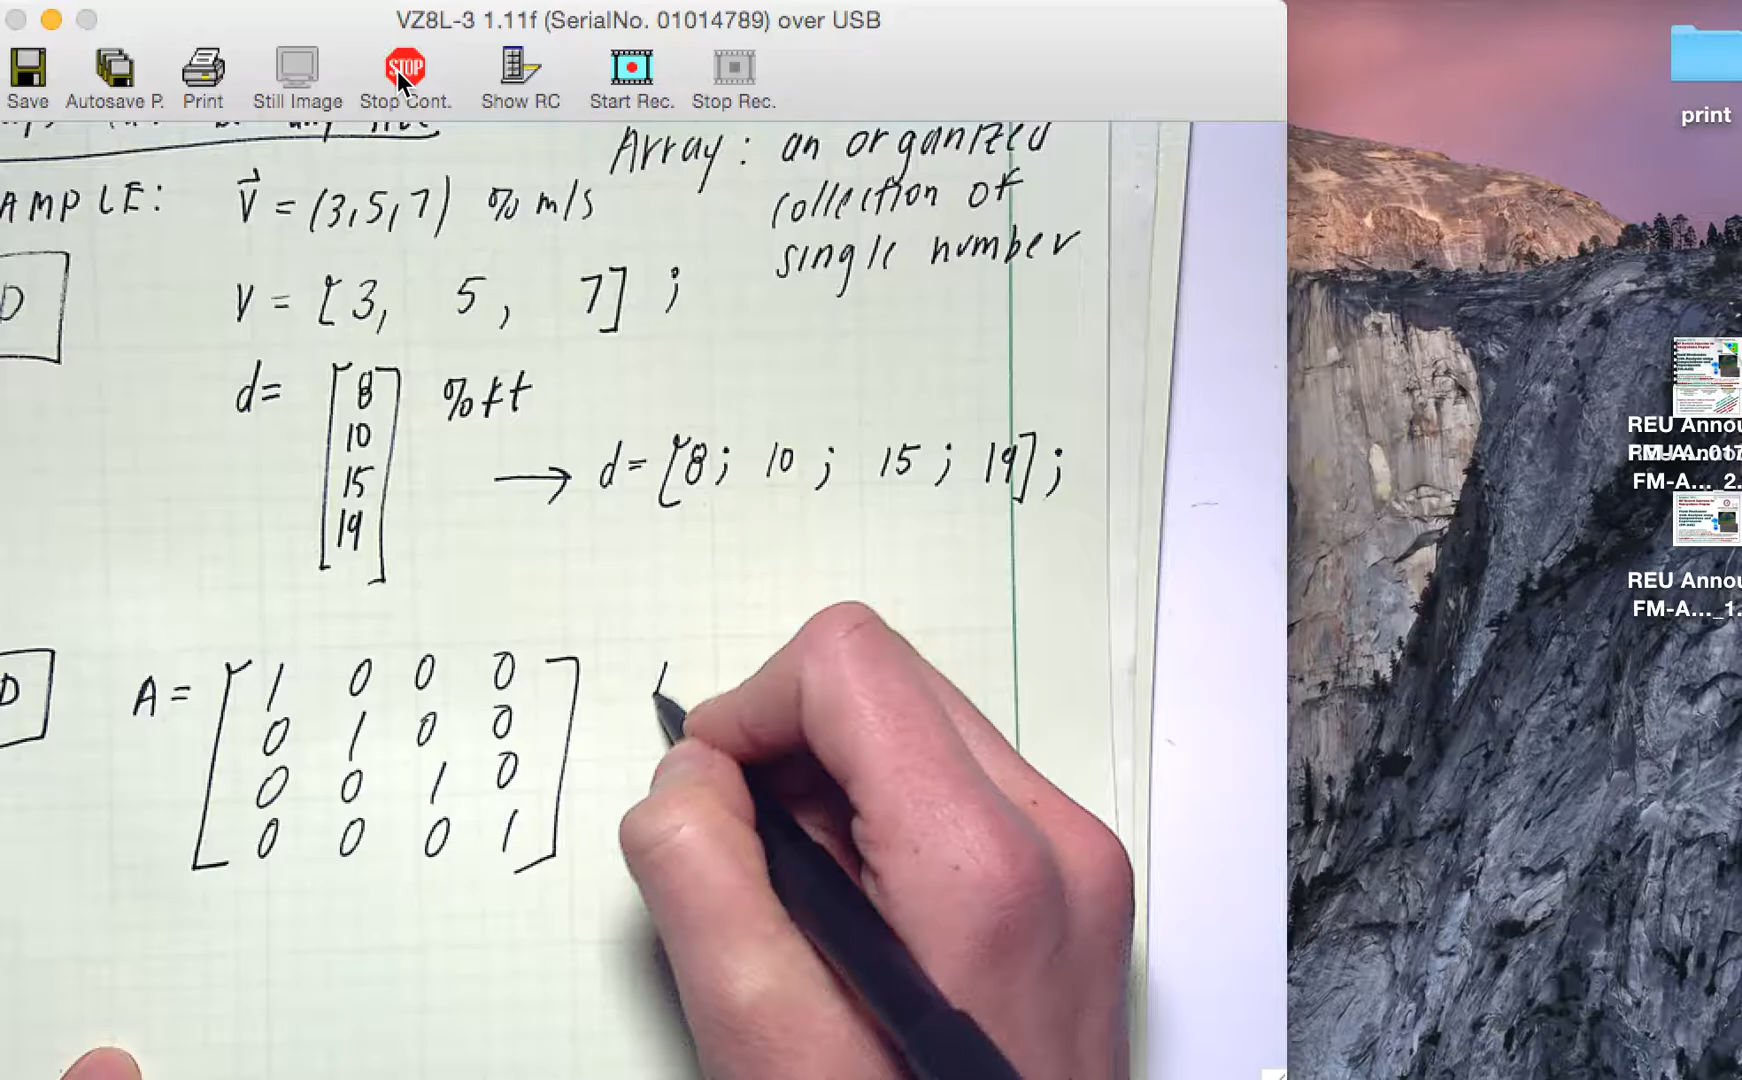 VZ8L-3 1.11f (SerialNo. 01014789) over USB
Save Autosave P. Print Still Image Stop Cont. Show RC Start Rec. Stop Rec.
STOP
Array: an organized
collection of
single number
AMPLE: V = (3,5,7) % m/s
D
V = [3, 5, 7] ;
d= [8 % ft
10
15
19]
→ d= [8; 10 ; 15 ; 19] ;
D
A = [1 0 0 0
0 1 0 0
0 0 1 0
0 0 0 1]
print
REU Annou
FM-A... _2.
REU Annou
FM-A... _1.